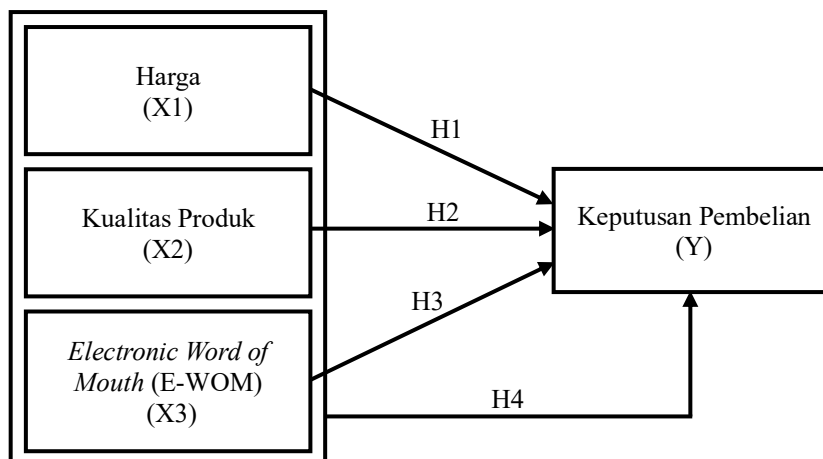 Harga
(X1)
H1
Kualitas Produk
(X2)
H2
Keputusan Pembelian
(Y)
H3
Electronic Word of
Mouth (E-WOM)
(X3)
H4